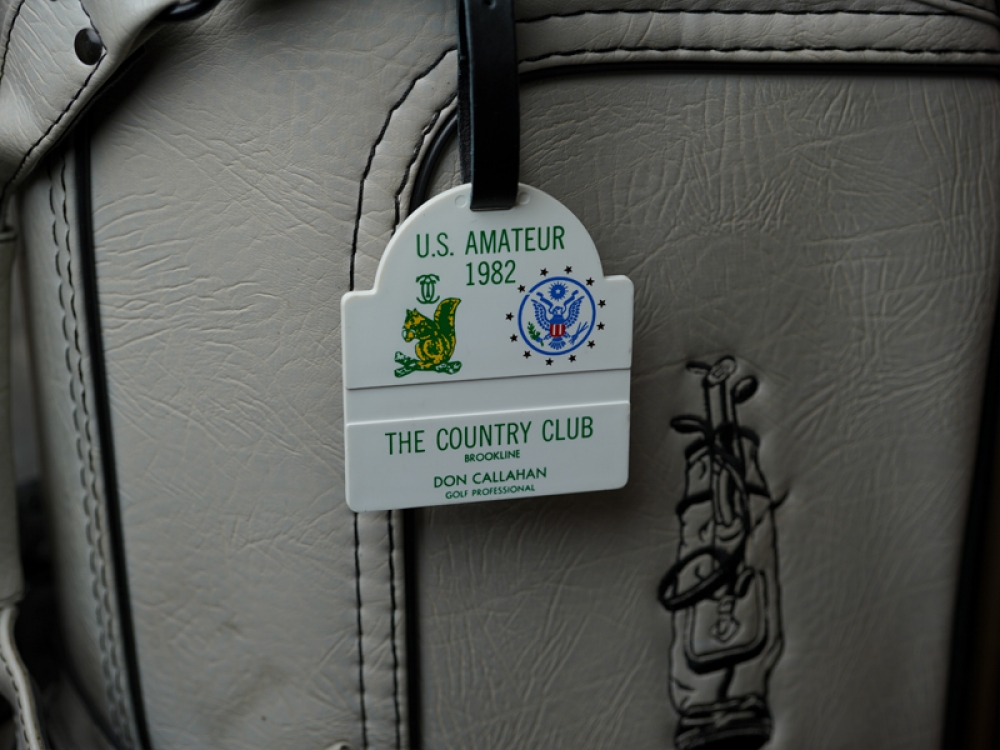 U.S. AMATEUR
1982
THE COUNTRY CLUB
BROOKLINE
DON CALLAHAN
GOLF PROFESSIONAL